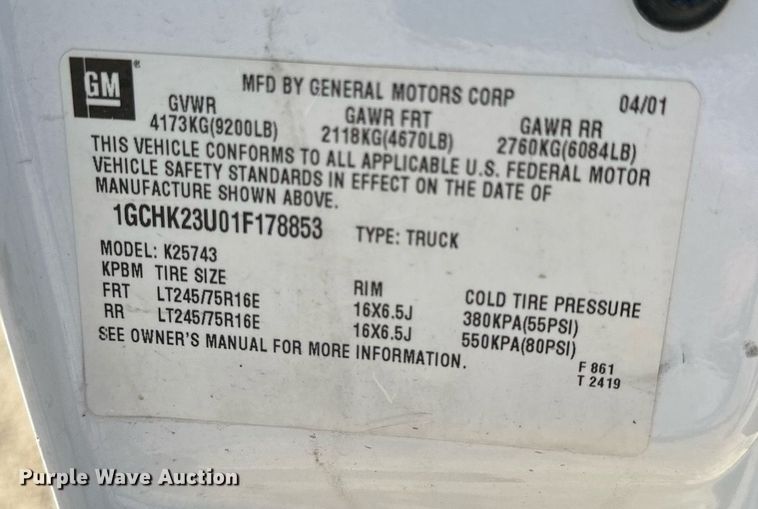 GM ®
MFD BY GENERAL MOTORS CORP 04/01
GVWR GAWR FRT GAWR RR
4173KG(9200LB) 2118KG(4670LB) 2760KG(6084LB)
THIS VEHICLE CONFORMS TO ALL APPLICABLE U.S. FEDERAL MOTOR
VEHICLE SAFETY STANDARDS IN EFFECT ON THE DATE OF
MANUFACTURE SHOWN ABOVE.
1GCHK23U01F178853 TYPE: TRUCK
MODEL: K25743
KPBM TIRE SIZE RIM COLD TIRE PRESSURE
FRT LT245/75R16E 16X6.5J 380KPA(55PSI)
RR LT245/75R16E 16X6.5J 550KPA(80PSI)
SEE OWNER'S MANUAL FOR MORE INFORMATION.
F 861
T 2419
Purple Wave Auction